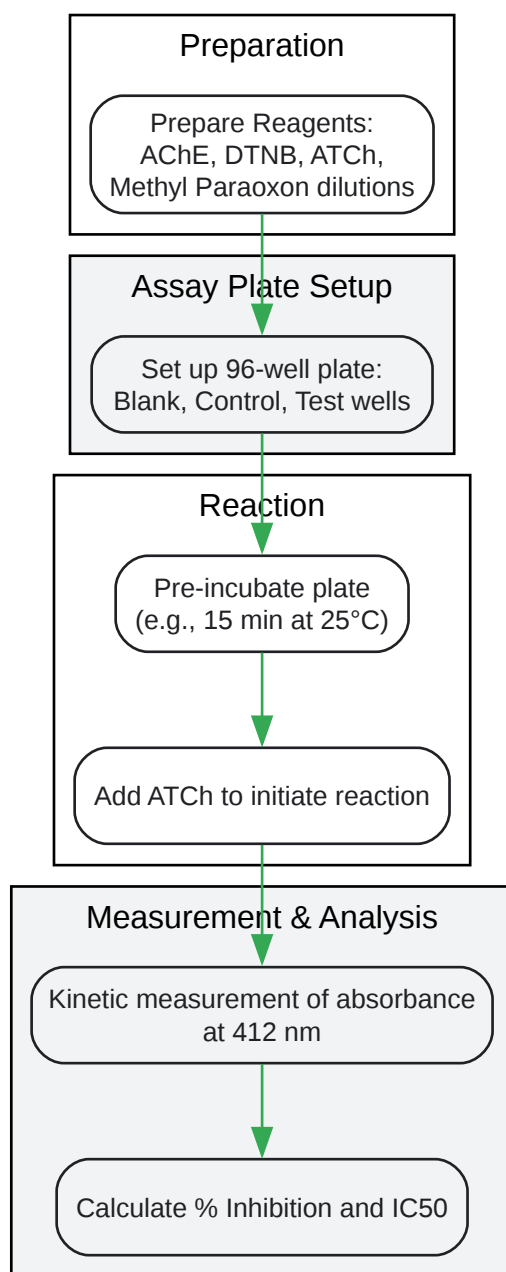 Preparation
Prepare Reagents:
AChE, DTNB, ATCh,
Methyl Paraoxon dilutions
Assay Plate Setup
Set up 96-well plate:
Blank, Control, Test wells
Reaction
Pre-incubate plate
(e.g., 15 min at 25°C)
Add ATCh to initiate reaction
Measurement & Analysis
Kinetic measurement of absorbance
at 412 nm
Calculate % Inhibition and IC50